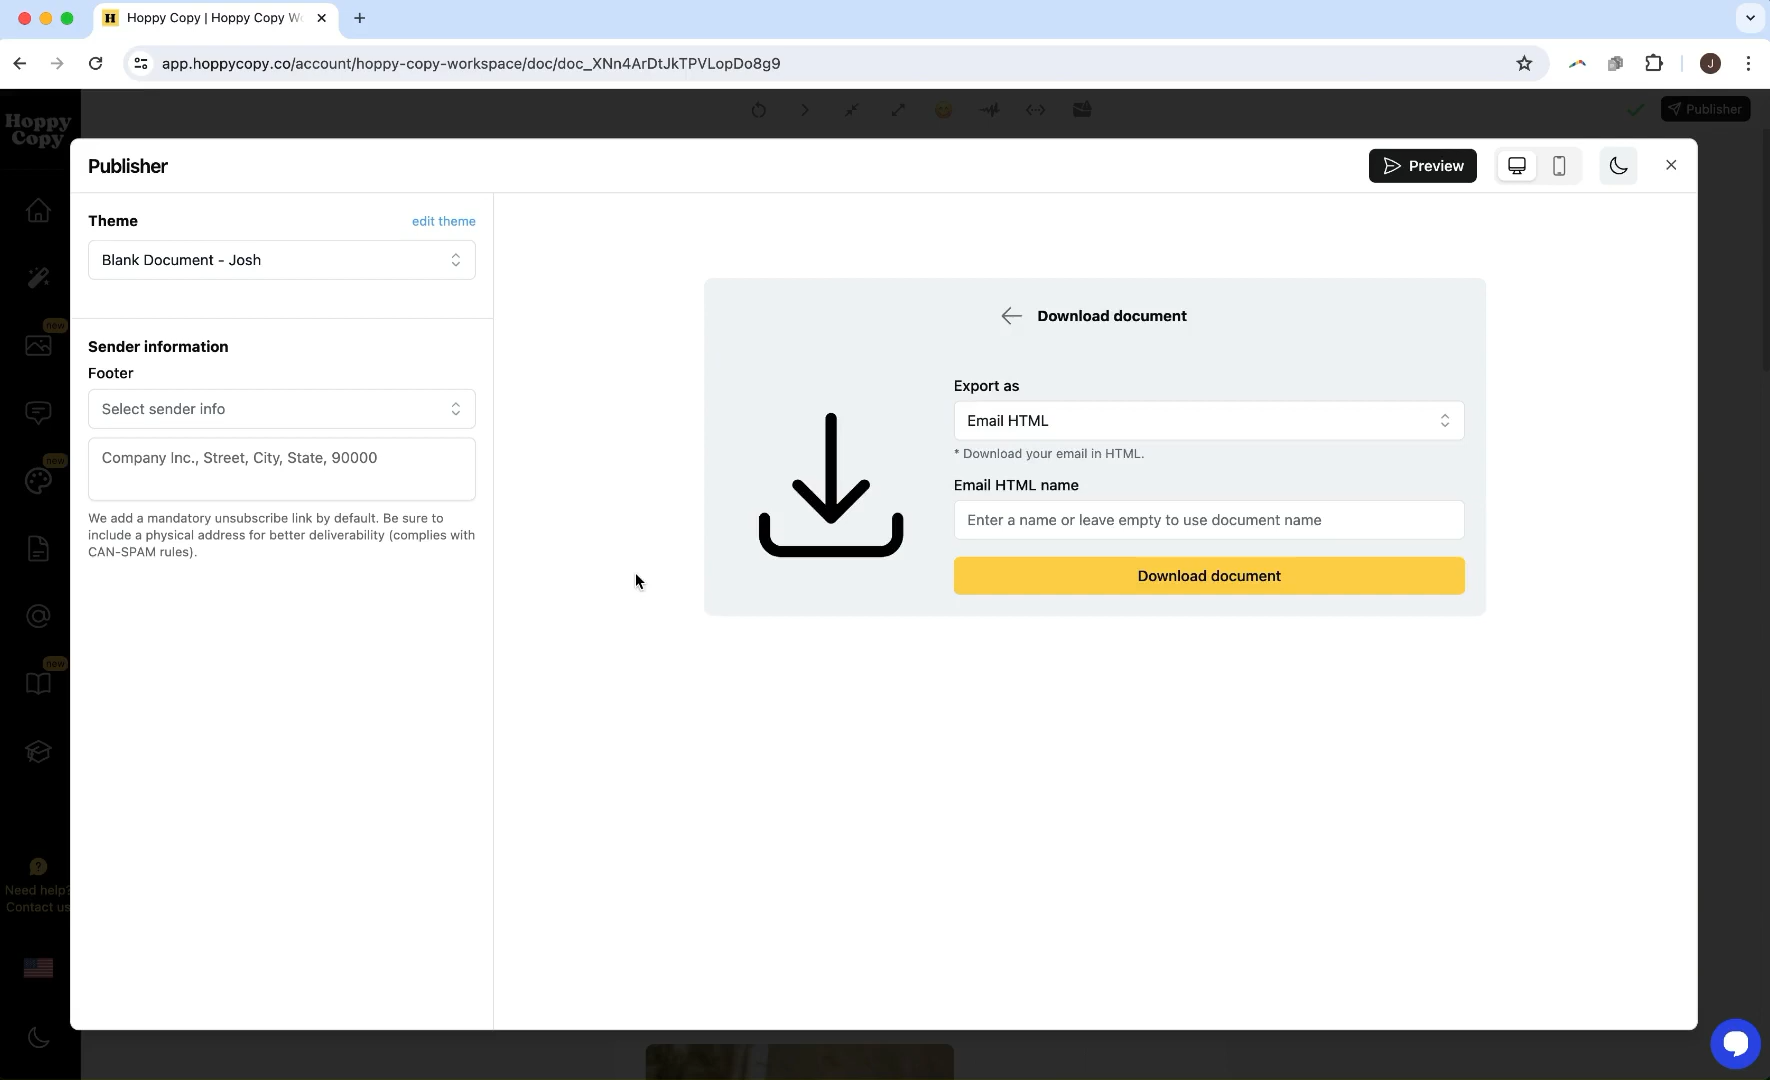 Hoppy Copy | Hoppy Copy W
app.hoppycopy.co/account/hoppy-copy-workspace/doc/doc_XNn4ArDtJkTPVLopDo8g9
J
Hoppy
Copy
Publisher
Publisher
Preview
Theme
edit theme
Blank Document - Josh
Sender information
Footer
Select sender info
Company Inc., Street, City, State, 90000
We add a mandatory unsubscribe link by default. Be sure to
include a physical address for better deliverability (complies with
CAN-SPAM rules).
Download document
Export as
Email HTML
* Download your email in HTML.
Email HTML name
Enter a name or leave empty to use document name
Download document
new
new
new
Need help?
Contact us